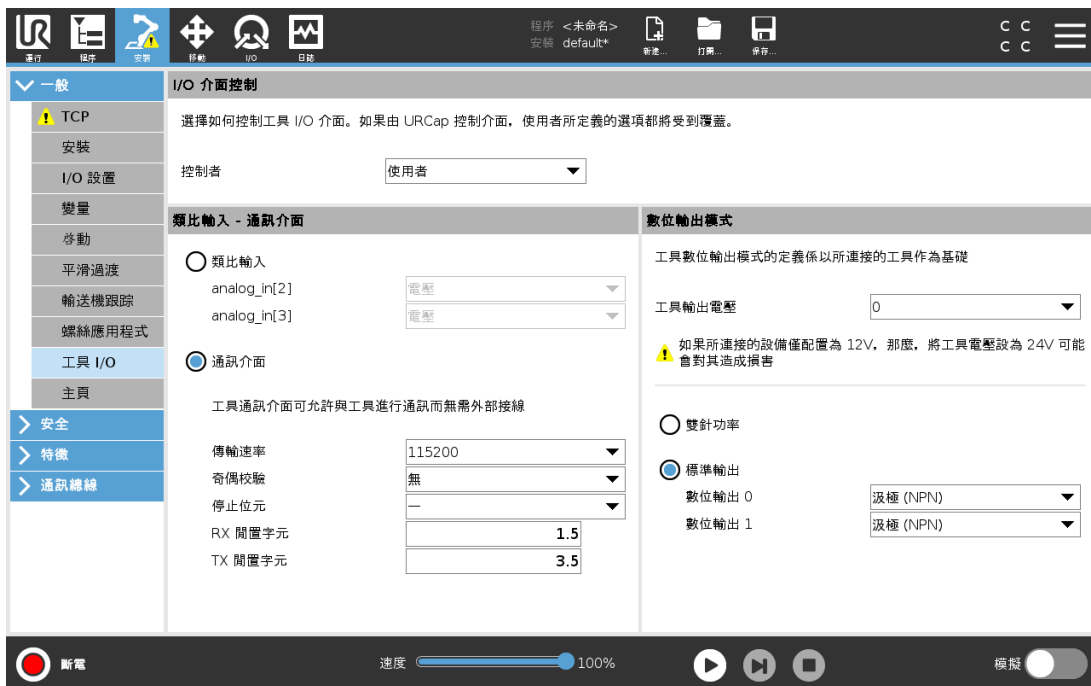 程序 <未命名>
安裝 default*
C C
C C
運行
程序
安裝
移動
I/O
日誌
新建...
打開...
保存...
一般
TCP
安裝
I/O 設置
變量
啓動
平滑過渡
輸送機跟踪
螺絲應用程式
工具 I/O
主頁
安全
特徵
通訊總線
I/O 介面控制
選擇如何控制工具 I/O 介面。如果由 URCap 控制介面，使用者所定義的選項都將受到覆蓋。
控制者
使用者
類比輸入 - 通訊介面
類比輸入
analog_in[2]
電壓
analog_in[3]
電壓
通訊介面
工具通訊介面可允許與工具進行通訊而無需外部接線
傳輸速率
115200
奇偶校驗
無
停止位元
一
RX 閒置字元
1.5
TX 閒置字元
3.5
數位輸出模式
工具數位輸出模式的定義係以所連接的工具作為基礎
工具輸出電壓
0
如果所連接的設備僅配置為 12V，那麼，將工具電壓設為 24V 可能
會對其造成損害
雙針功率
標準輸出
數位輸出 0
汲極 (NPN)
數位輸出 1
汲極 (NPN)
斷電
速度
100%
模擬